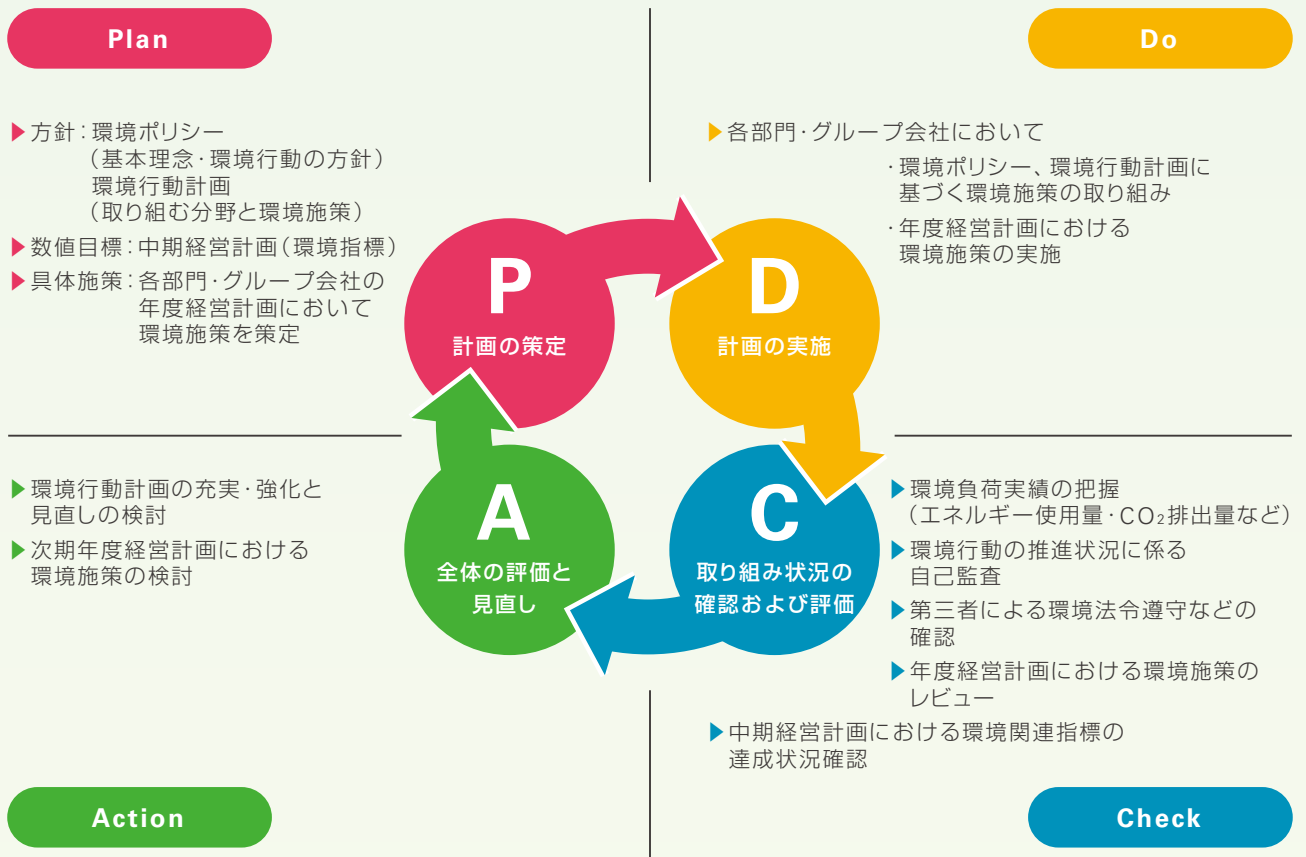 Plan
▶方針：環境ポリシー
（基本理念・環境行動の方針）
環境行動計画
（取り組む分野と環境施策）
▶数値目標：中期経営計画（環境指標）
▶具体施策：各部門・グループ会社の
年度経営計画において
環境施策を策定
Do
▶各部門・グループ会社において
・環境ポリシー、環境行動計画に
基づく環境施策の取り組み
・年度経営計画における
環境施策の実施
P
計画の策定
D
計画の実施
A
全体の評価と
見直し
C
取り組み状況の
確認および評価
▶環境行動計画の充実・強化と
見直しの検討
▶次期年度経営計画における
環境施策の検討
Action
▶環境負荷実績の把握
（エネルギー使用量・CO₂排出量など）
▶環境行動の推進状況に係る
自己監査
▶第三者による環境法令遵守などの
確認
▶年度経営計画における環境施策の
レビュー
▶中期経営計画における環境関連指標の
達成状況確認
Check